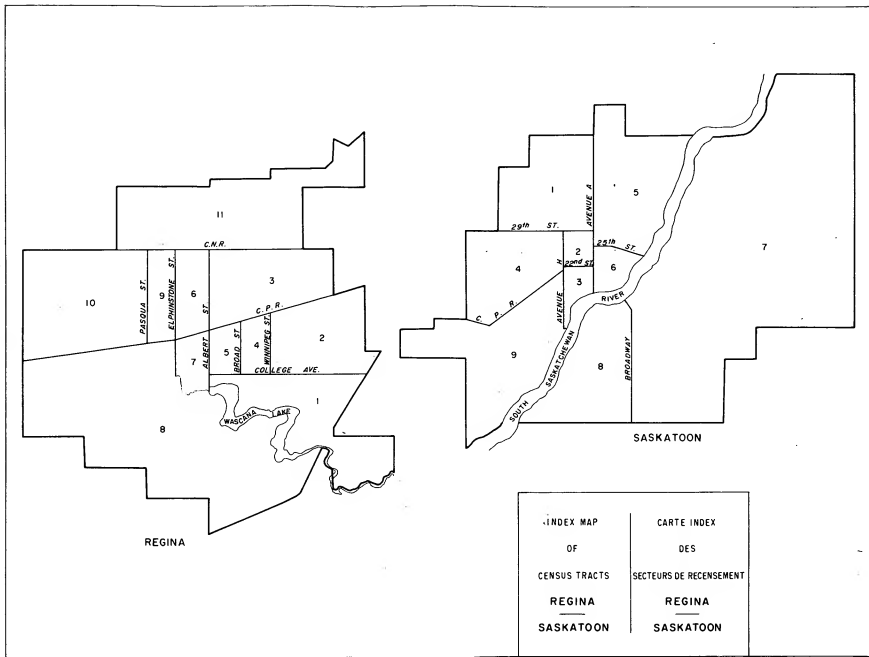 11
C.N.R.
10
PASQUA ST.
9
ELPHINSTONE ST.
6
ALBERT ST.
3
C.P.R.
7
5
BROAD ST
4
WINNIPEG ST.
2
COLLEGE AVE.
1
WASCANA LAKE
8
REGINA
1
29th ST.
AVENUE A
5
25th ST.
2
22nd ST.
4
AVENUE H
3
6
C. P. R.
7
SOUTH SASKATCHEWAN RIVER
9
8
BROADWAY
SASKATOON
INDEX MAP
OF
CENSUS TRACTS
REGINA
SASKATOON
CARTE INDEX
DES
SECTEURS DE RECENSEMENT
REGINA
SASKATOON